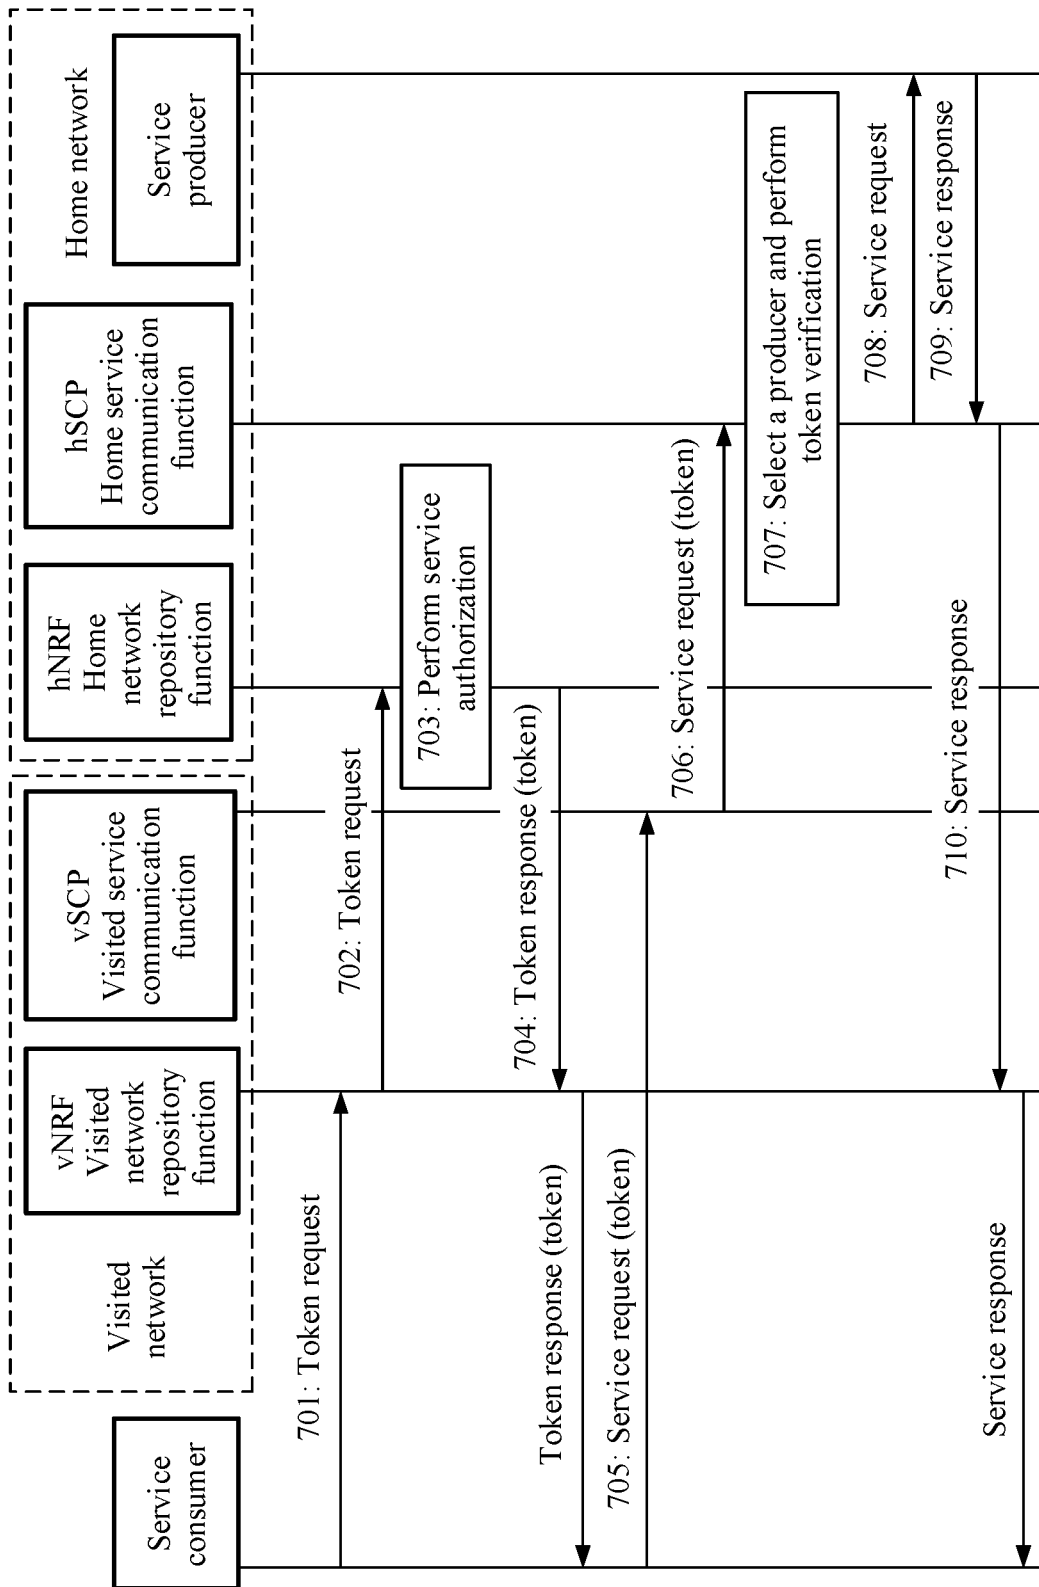 Service
consumer
Visited
network
vNRF
Visited
network
repository
function
vSCP
Visited service
communication
function
hNRF
Home
network
repository
function
hSCP
Home service
communication
function
Home network
Service
producer
701: Token request
702: Token request
703: Perform service
authorization
704: Token response (token)
Token response (token)
705: Service request (token)
706: Service request (token)
707: Select a producer and perform
token verification
708: Service request
709: Service response
710: Service response
Service response